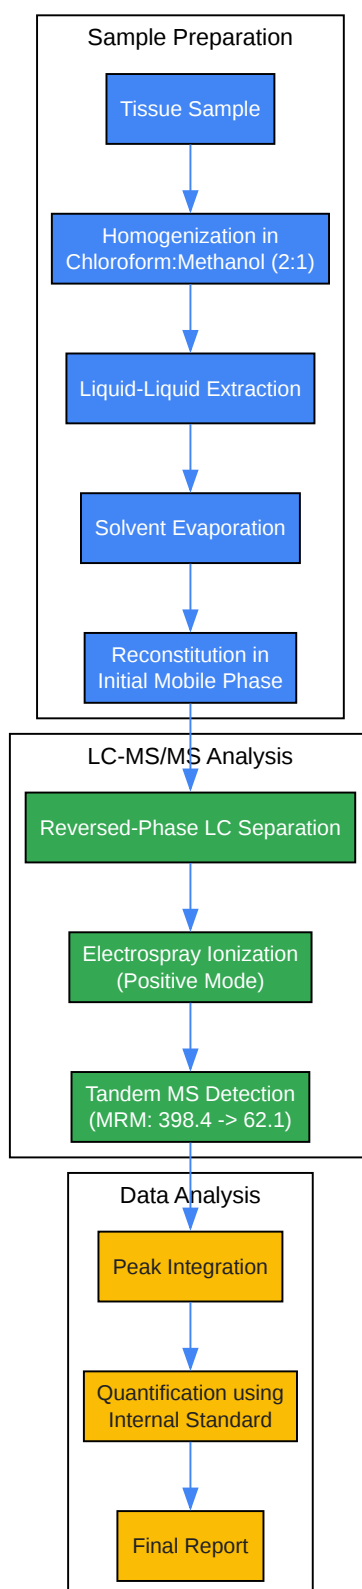 Sample Preparation
Tissue Sample
Homogenization in
Chloroform:Methanol (2:1)
Liquid-Liquid Extraction
Solvent Evaporation
Reconstitution in
Initial Mobile Phase
LC-MS/MS Analysis
Reversed-Phase LC Separation
Electrospray Ionization
(Positive Mode)
Tandem MS Detection
(MRM: 398.4 -> 62.1)
Data Analysis
Peak Integration
Quantification using
Internal Standard
Final Report